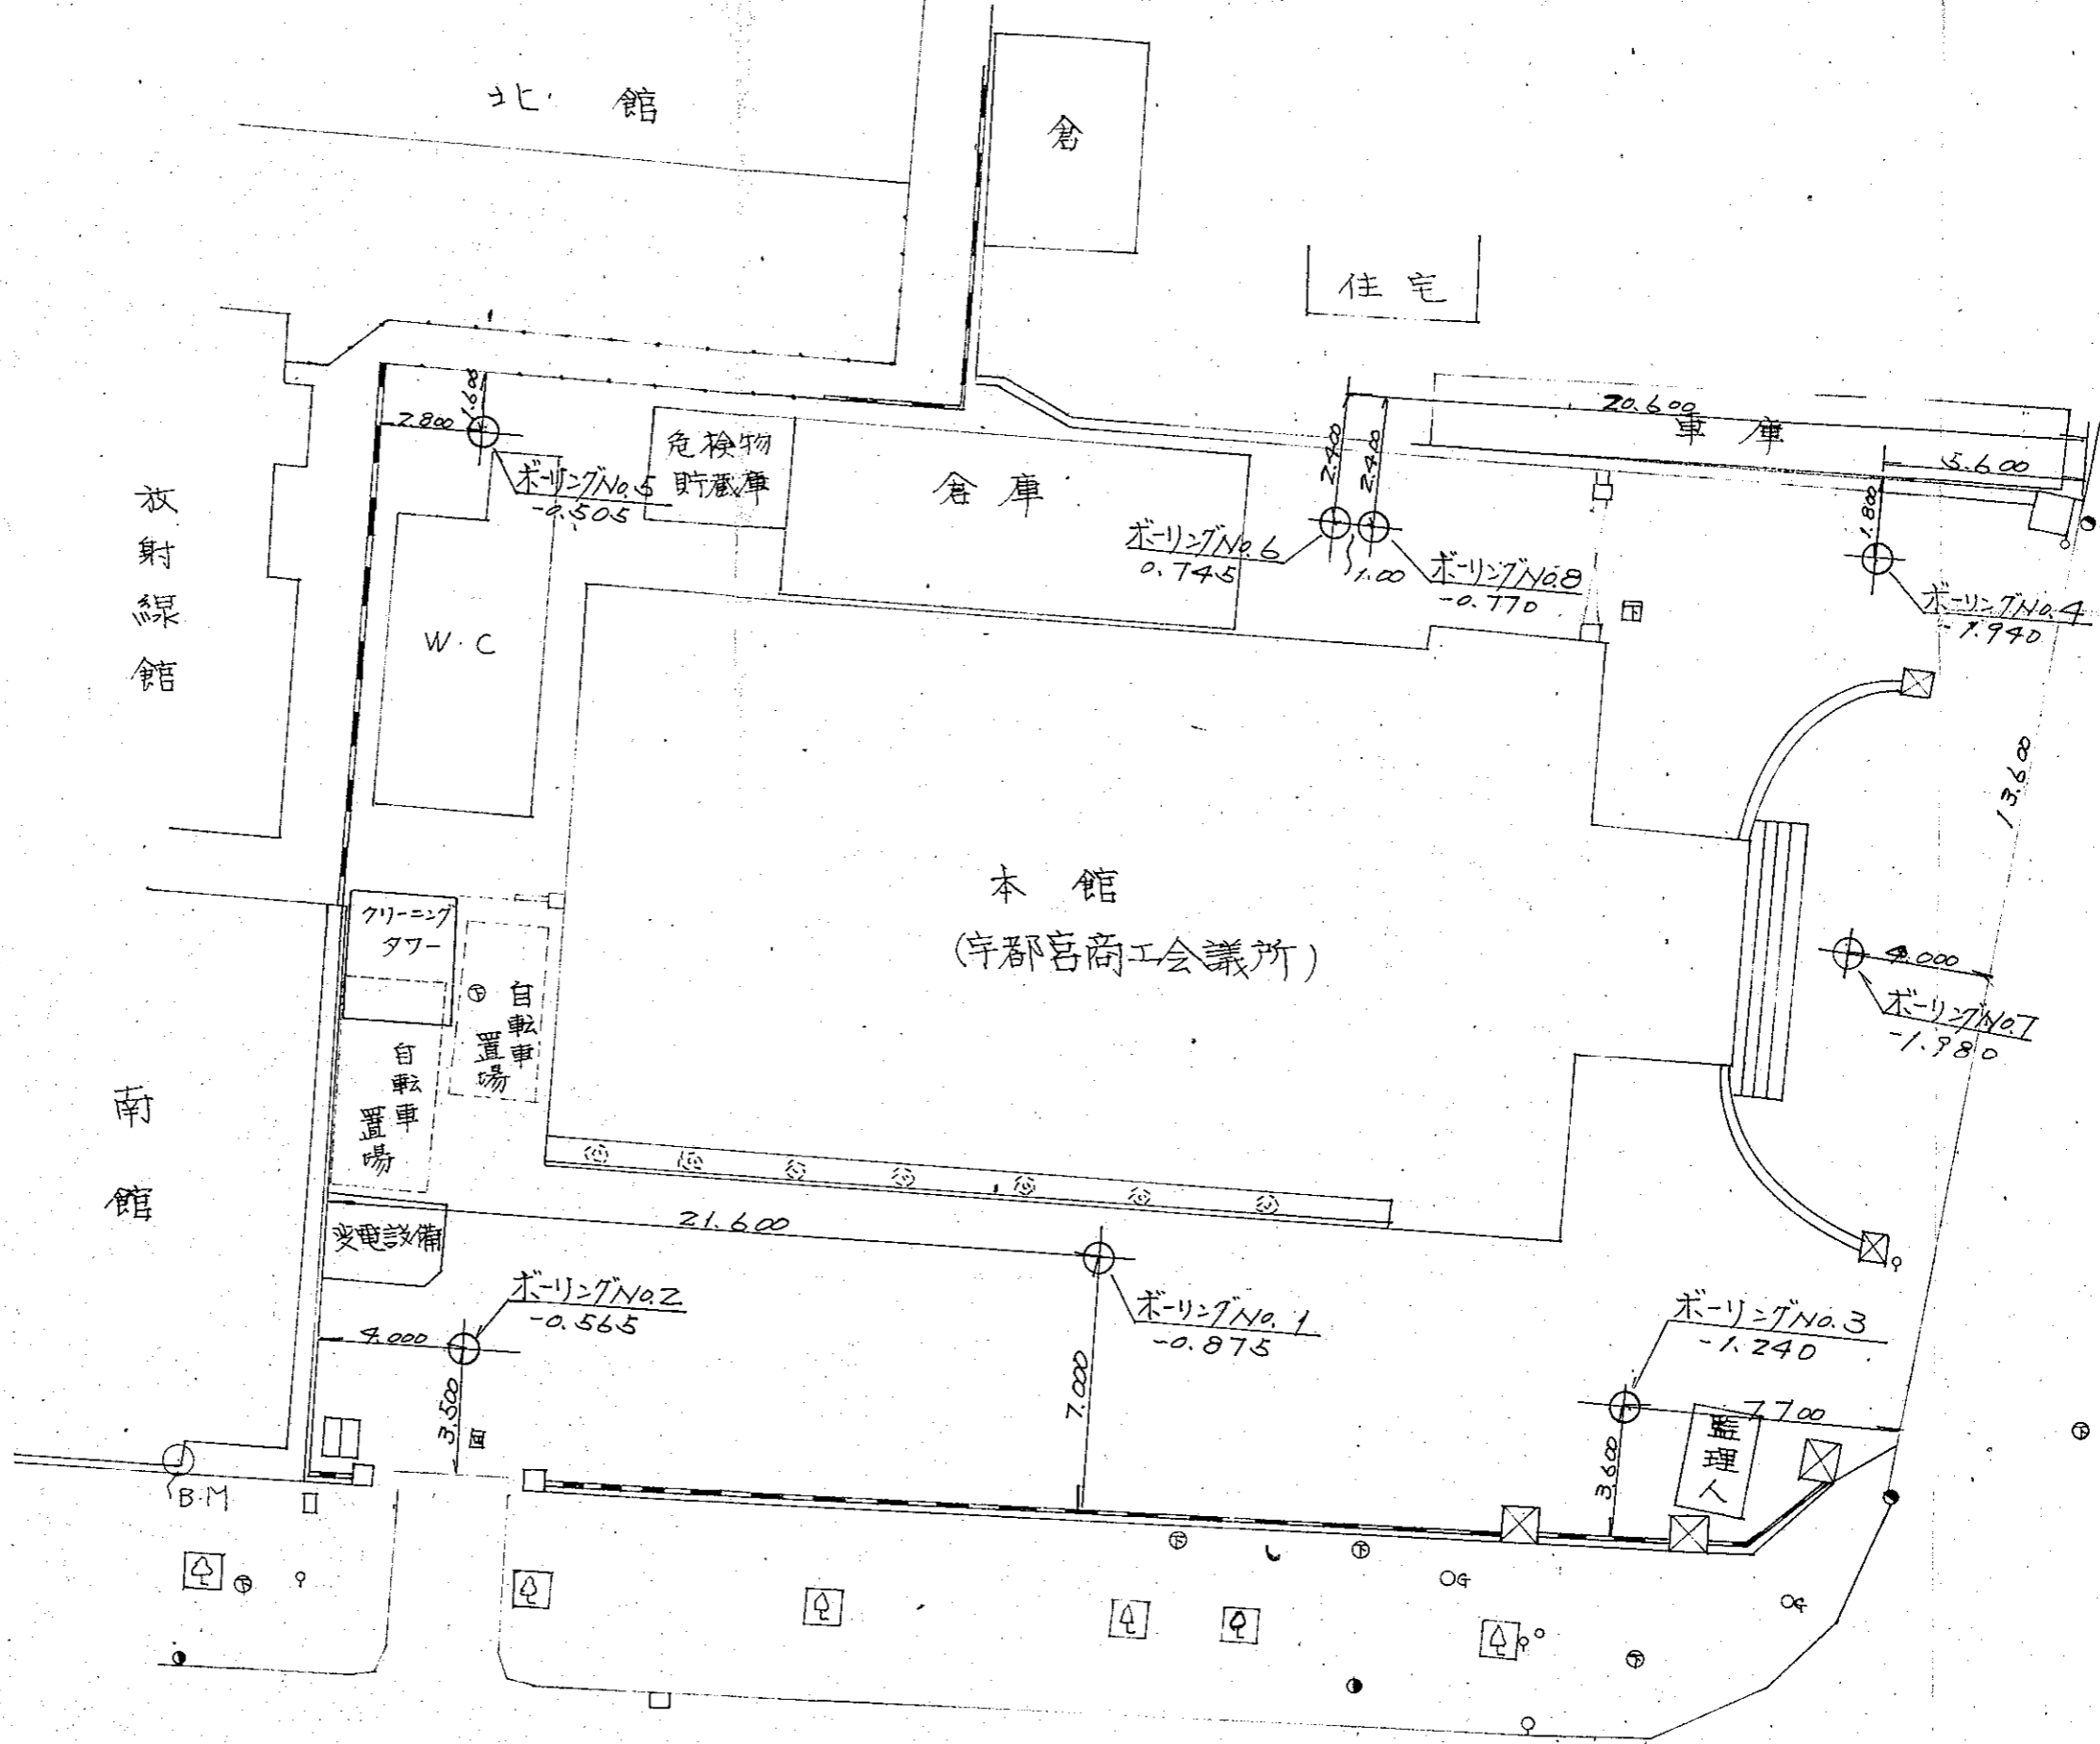 北館
倉
住宅
20.600
車庫
5.600
1.600
2.800
危検物
貯蔵庫
ボーリングNo.5
-0.505
倉庫
2.400
2.400
1.800
ボーリングNo.6
0.745
1.00
ボーリングNo.8
-0.770
ボーリングNo.4
-1.940
放射線館
W.C
13.600
本館
(宇都宮商工会議所)
クリーニング
タワー
自転車
置場
自転車
置場
4.000
ボーリングNo.7
-1.980
南館
変電設備
21.600
ボーリングNo.2
-0.565
4.000
3.500
ボーリングNo.1
-0.875
7.000
ボーリングNo.3
-1.240
7.700
3.600
監理人
B.M
下
下
下
下
下
下
G
G